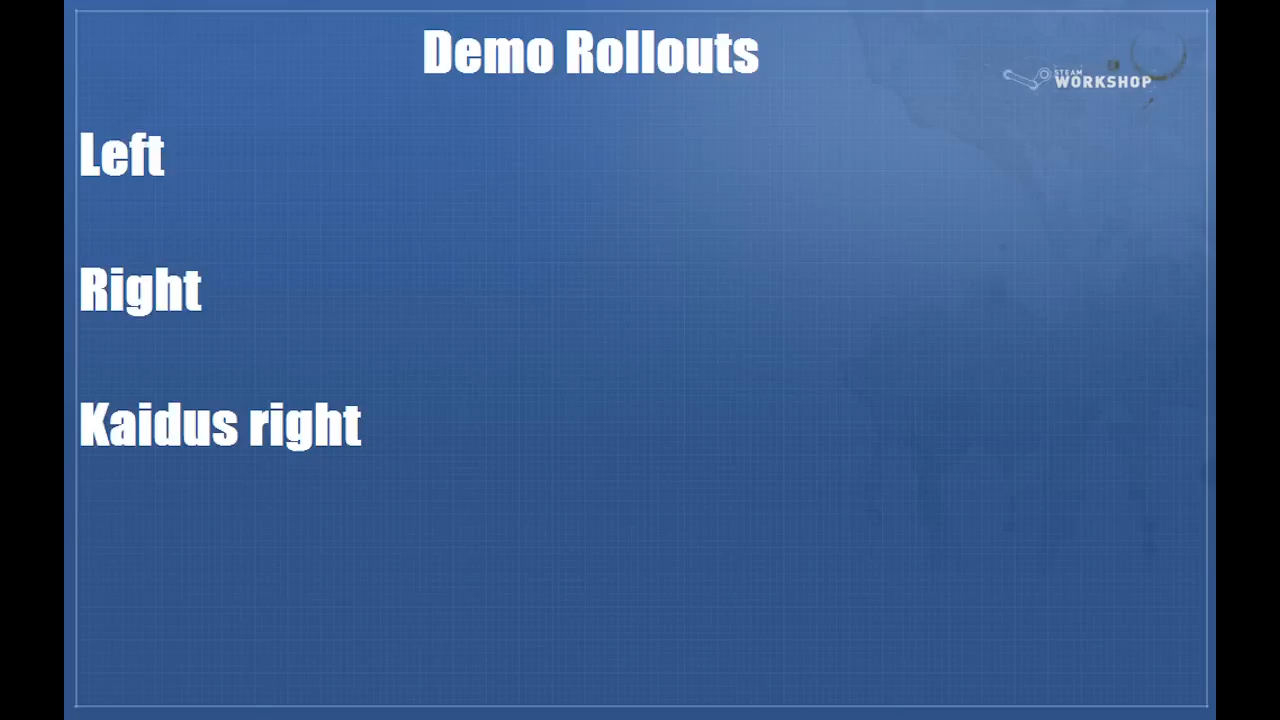 Demo Rollouts
STEAM
WORKSHOP
Left
Right
Kaidus right